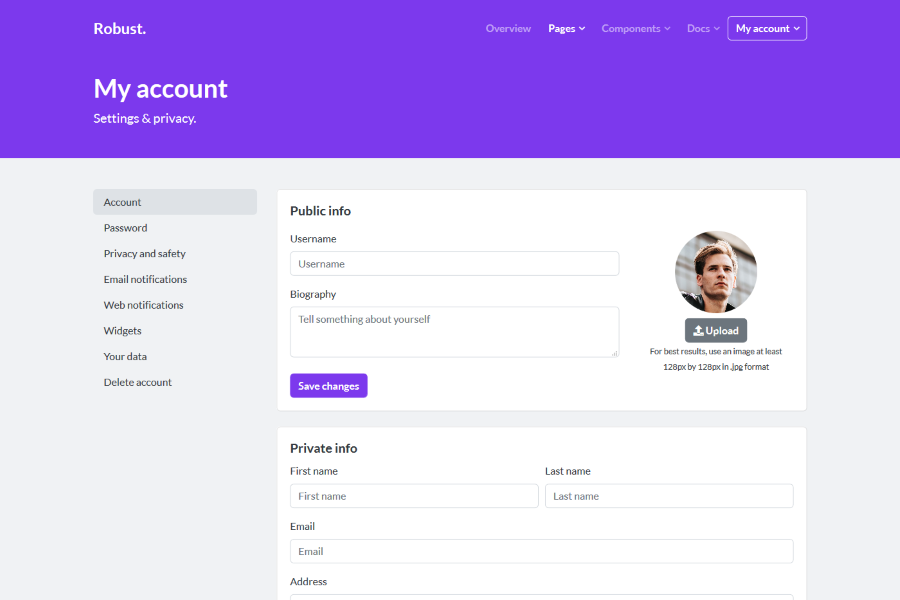 Robust.
Overview Pages Components Docs My account
My account
Settings & privacy.
Account
Password
Privacy and safety
Email notifications
Web notifications
Widgets
Your data
Delete account
Public info
Username
Username
Biography
Tell something about yourself
Save changes
Upload
For best results, use an image at least
128px by 128px in .jpg format
Private info
First name Last name
First name Last name
Email
Email
Address